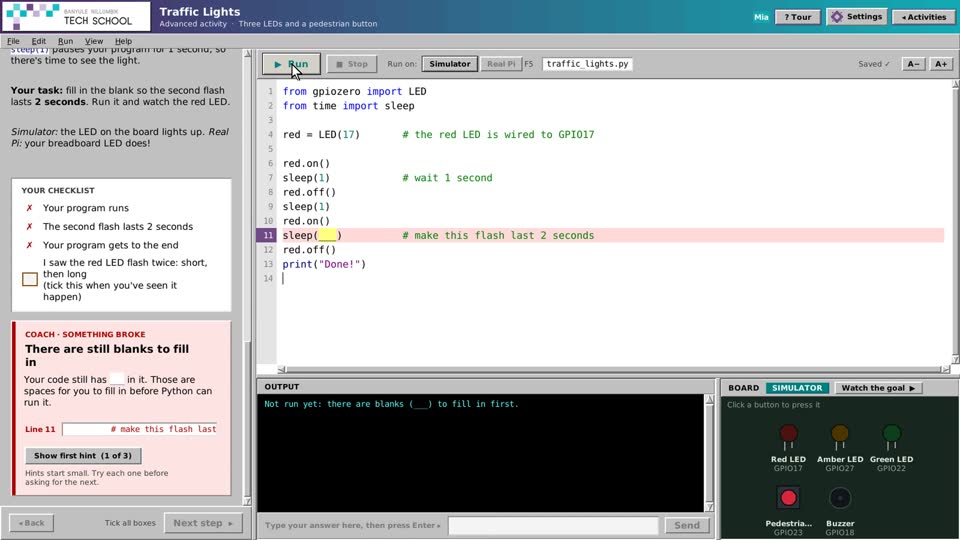 BANYULE NILLUMBIK
TECH SCHOOL
Traffic Lights
Advanced activity · Three LEDs and a pedestrian button
Mia
? Tour
Settings
◂ Activities
File Edit Run View Help
sleep(1) pauses your program for 1 second, so
there's time to see the light.
Your task: fill in the blank so the second flash
lasts 2 seconds. Run it and watch the red LED.
Simulator: the LED on the board lights up. Real
Pi: your breadboard LED does!
YOUR CHECKLIST
✗ Your program runs
✗ The second flash lasts 2 seconds
✗ Your program gets to the end
I saw the red LED flash twice: short,
then long
(tick this when you've seen it
happen)
COACH · SOMETHING BROKE
There are still blanks to fill
in
Your code still has ___ in it. Those are
spaces for you to fill in before Python can
run it.
Line 11 # make this flash last
Show first hint (1 of 3)
Hints start small. Try each one before
asking for the next.
◂ Back
Tick all boxes
Next step ▸
▶ Run
■ Stop
Run on:
Simulator
Real Pi
F5
traffic_lights.py
Saved ✓
A−
A+
1 from gpiozero import LED
2 from time import sleep
3
4 red = LED(17) # the red LED is wired to GPIO17
5
6 red.on()
7 sleep(1) # wait 1 second
8 red.off()
9 sleep(1)
10 red.on()
11 sleep(___) # make this flash last 2 seconds
12 red.off()
13 print("Done!")
14
OUTPUT
Not run yet: there are blanks (___) to fill in first.
Type your answer here, then press Enter ▸
Send
BOARD
SIMULATOR
Watch the goal ▶
Click a button to press it
Red LED
GPIO17
Amber LED
GPIO27
Green LED
GPIO22
Pedestria...
GPIO23
Buzzer
GPIO18